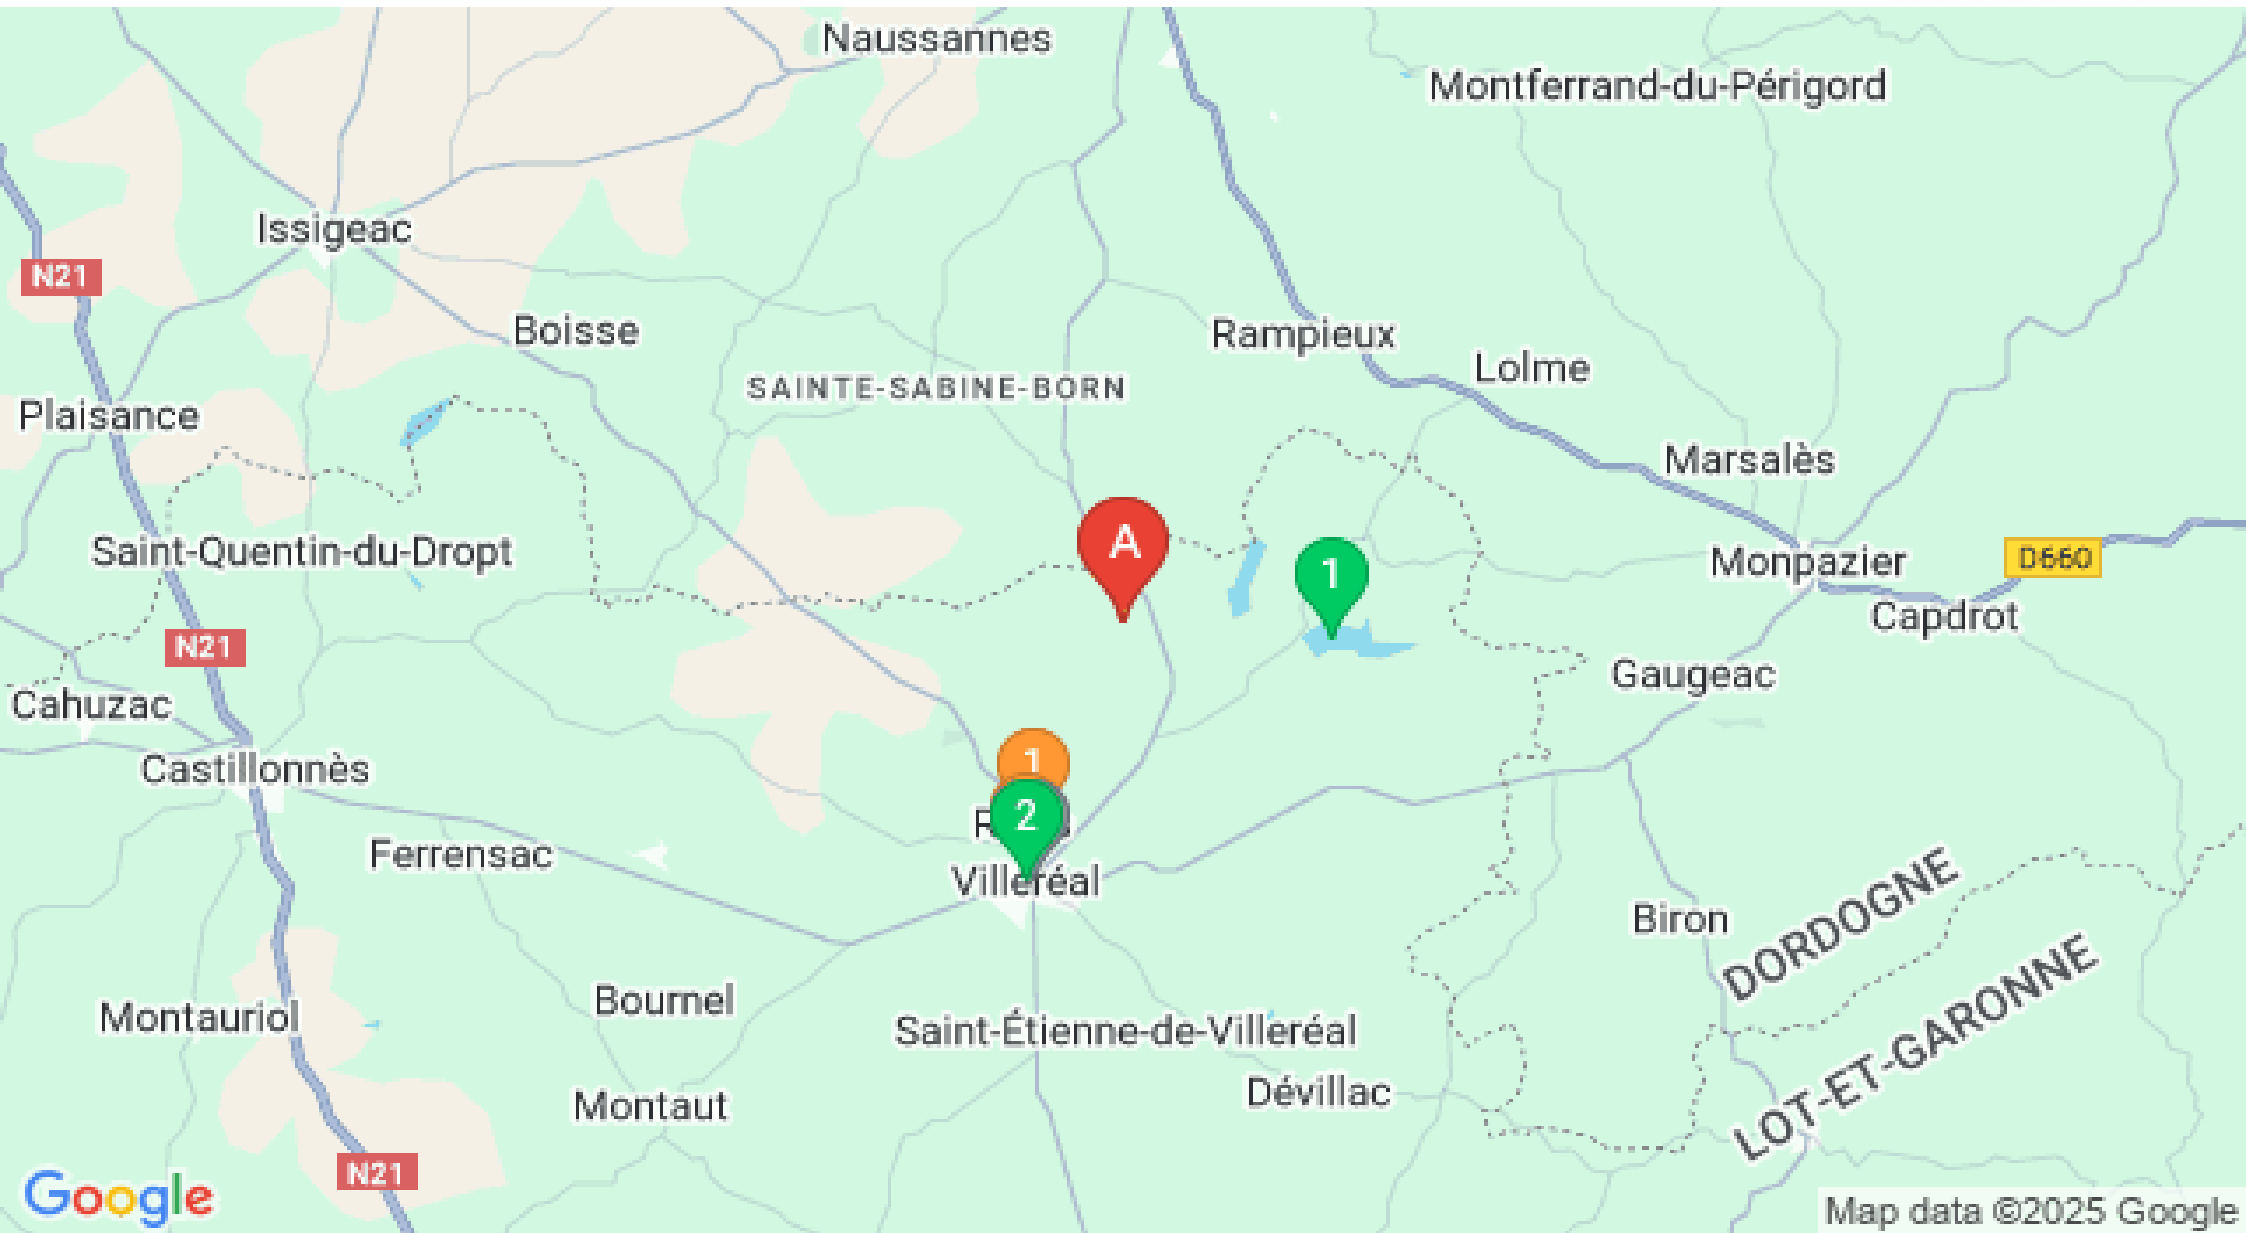 Naussannes
Montferrand-du-Périgord
Issigeac
N21
Boisse
Rampieux
Lolme
SAINTE-SABINE-BORN
Plaisance
Marsalès
A
Saint-Quentin-du-Dropt
1
Monpazier
D660
Capdrot
N21
Gaugeac
Cahuzac
1
Castillonnès
2
Ferrensac
Villeréal
Biron
DORDOGNE
LOT-ET-GARONNE
Bournel
Montauriol
Saint-Étienne-de-Villeréal
Dévillac
Montaut
N21
Google
Map data ©2025 Google